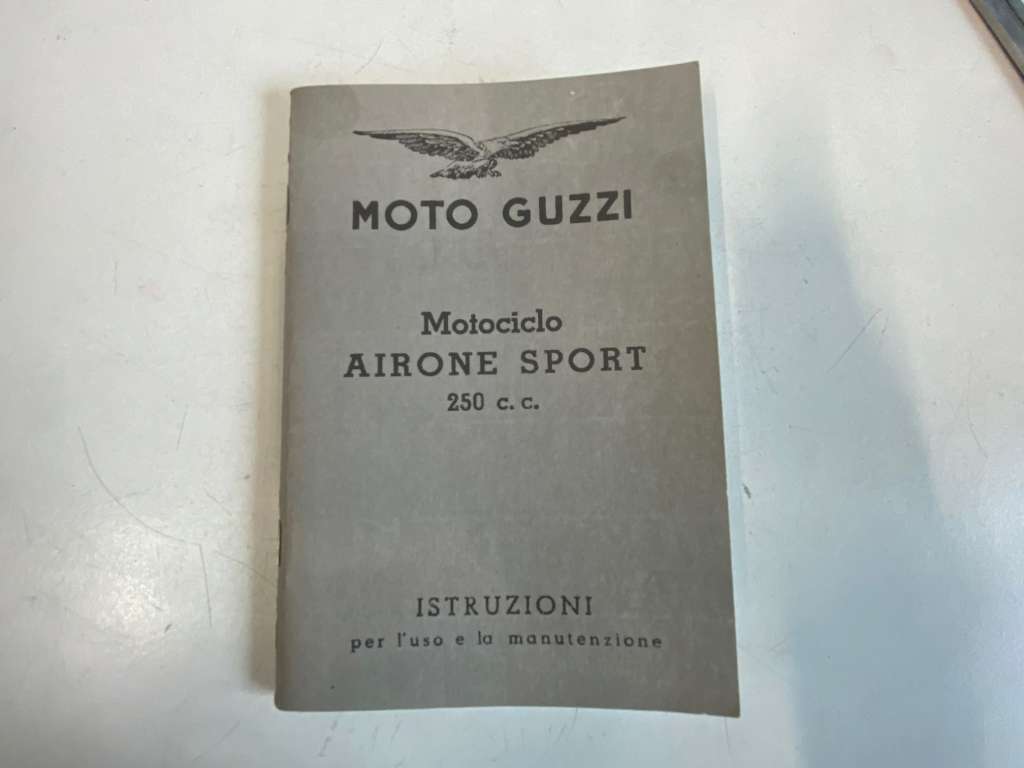 MOTO GUZZI
Motociclo
AIRONE SPORT
250 c.c.
ISTRUZIONI
per l'uso e la manutenzione